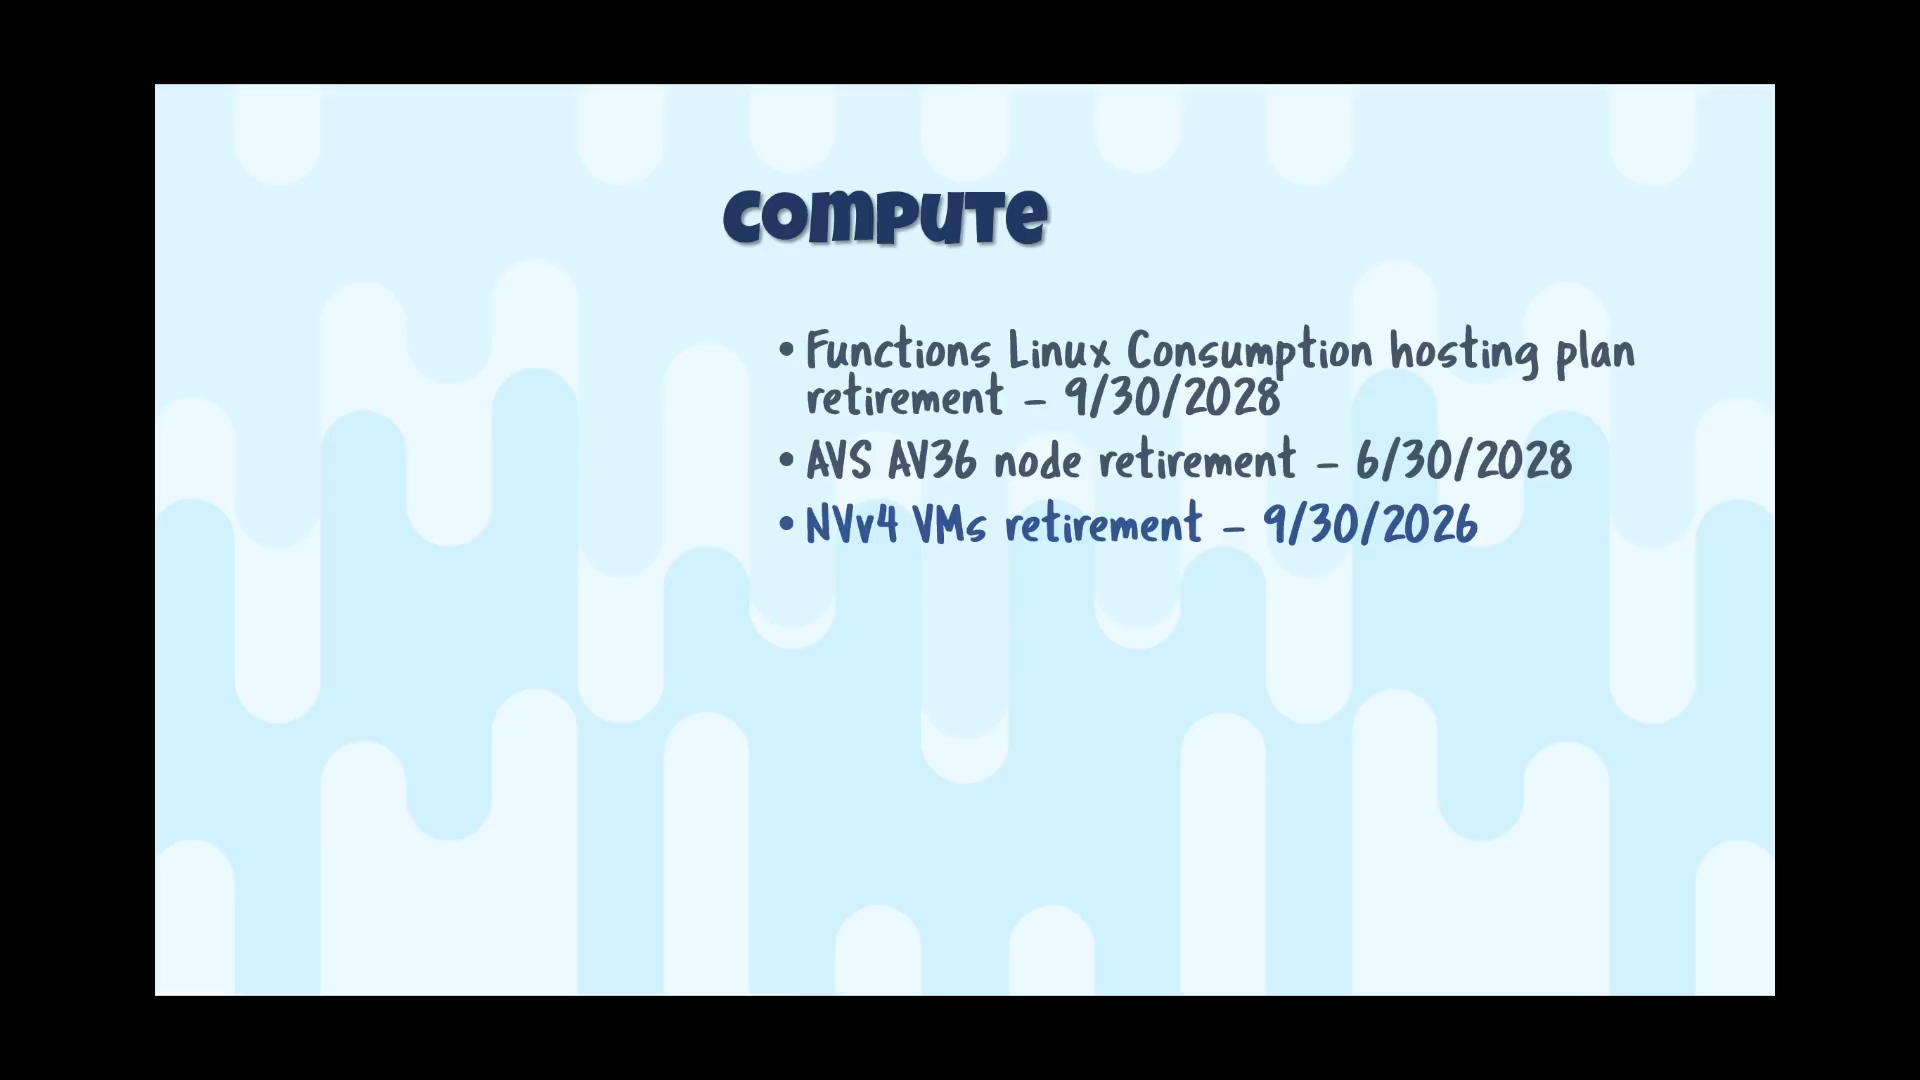 Compute
• Functions Linux Consumption hosting plan
retirement – 9/30/2028
• AVS AV36 node retirement – 6/30/2028
• NVv4 VMs retirement – 9/30/2026